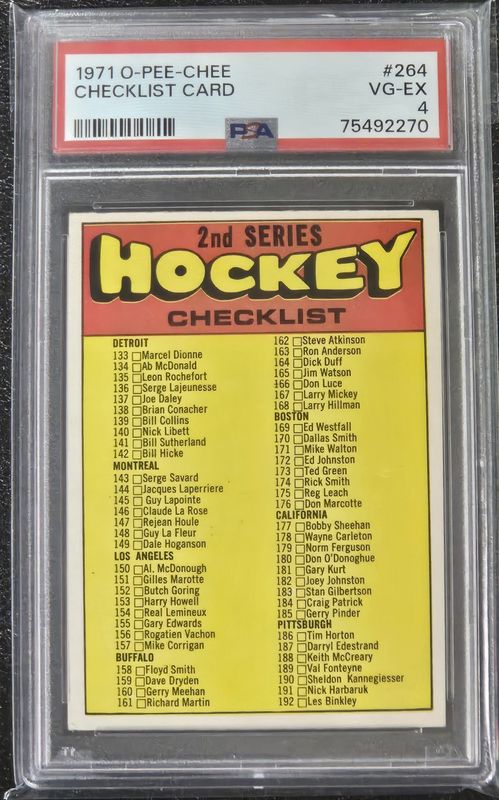 1971 O-PEE-CHEE #264
CHECKLIST CARD VG-EX
4
PSA 75492270
2nd SERIES
HOCKEY
CHECKLIST
DETROIT
133 Marcel Dionne
134 Ab McDonald
135 Leon Rochefort
136 Serge Lajeunesse
137 Joe Daley
138 Brian Conacher
139 Bill Collins
140 Nick Libett
141 Bill Sutherland
142 Bill Hicke
MONTREAL
143 Serge Savard
144 Jacques Laperriere
145 Guy Lapointe
146 Claude La Rose
147 Rejean Houle
148 Guy La Fleur
149 Dale Hoganson
LOS ANGELES
150 Al. McDonough
151 Gilles Marotte
152 Butch Goring
153 Harry Howell
154 Real Lemineux
155 Gary Edwards
156 Rogatien Vachon
157 Mike Corrigan
BUFFALO
158 Floyd Smith
159 Dave Dryden
160 Gerry Meehan
161 Richard Martin
162 Steve Atkinson
163 Ron Anderson
164 Dick Duff
165 Jim Watson
166 Don Luce
167 Larry Mickey
168 Larry Hillman
BOSTON
169 Ed Westfall
170 Dallas Smith
171 Mike Walton
172 Ed Johnston
173 Ted Green
174 Rick Smith
175 Reg Leach
176 Don Marcotte
CALIFORNIA
177 Bobby Sheehan
178 Wayne Carleton
179 Norm Ferguson
180 Don O'Donoghue
181 Gary Kurt
182 Joey Johnston
183 Stan Gilbertson
184 Craig Patrick
185 Gerry Pinder
PITTSBURGH
186 Tim Horton
187 Darryl Edestrand
188 Keith McCreary
189 Val Fonteyne
190 Sheldon Kannegiesser
191 Nick Harbaruk
192 Les Binkley